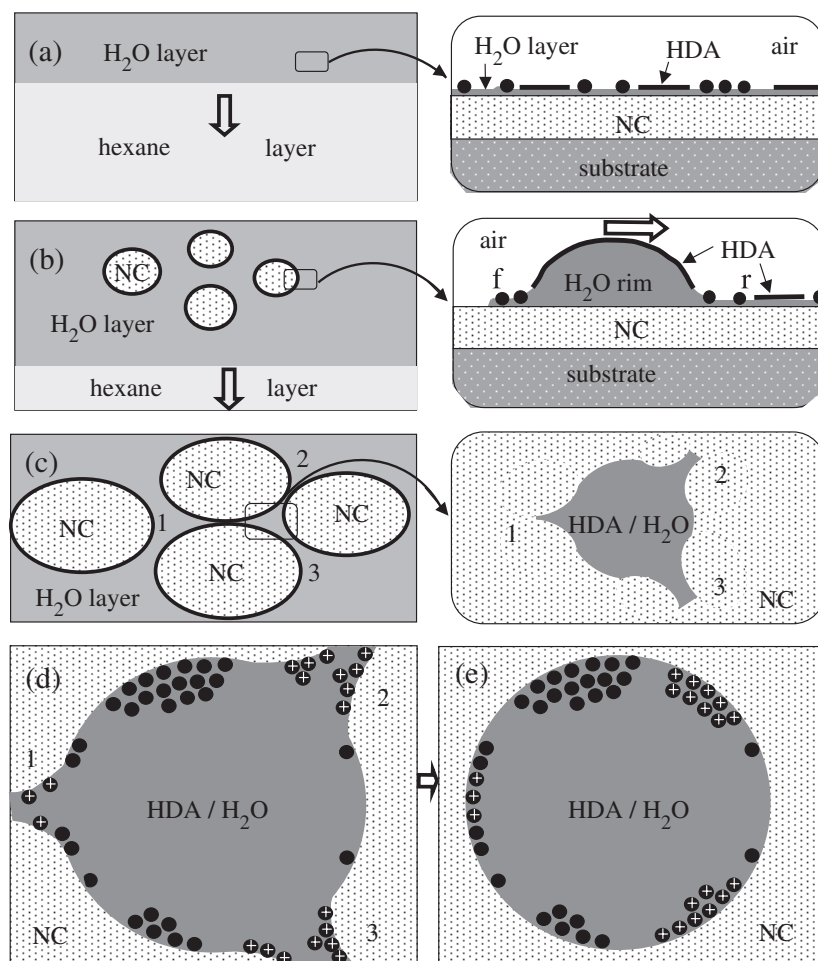 (a)
H₂O layer
hexane layer
H₂O layer
HDA
air
NC
substrate
(b)
NC
H₂O layer
hexane layer
air
HDA
f
H₂O rim
r
NC
substrate
(c)
2
NC
NC
1
NC
NC
3
H₂O layer
2
HDA / H₂O
1
3
NC
(d)
2
1
HDA / H₂O
NC
3
(e)
HDA / H₂O
NC